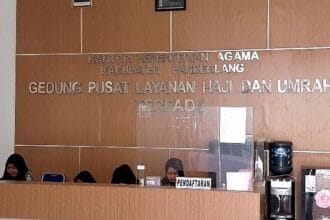 KANTOR KEMENTERIAN AGAMA
KABUPATEN PANDEGLANG
GEDUNG PUSAT LAYANAN HAJI DAN UMRAH
TERPADU
PENDAFTARAN